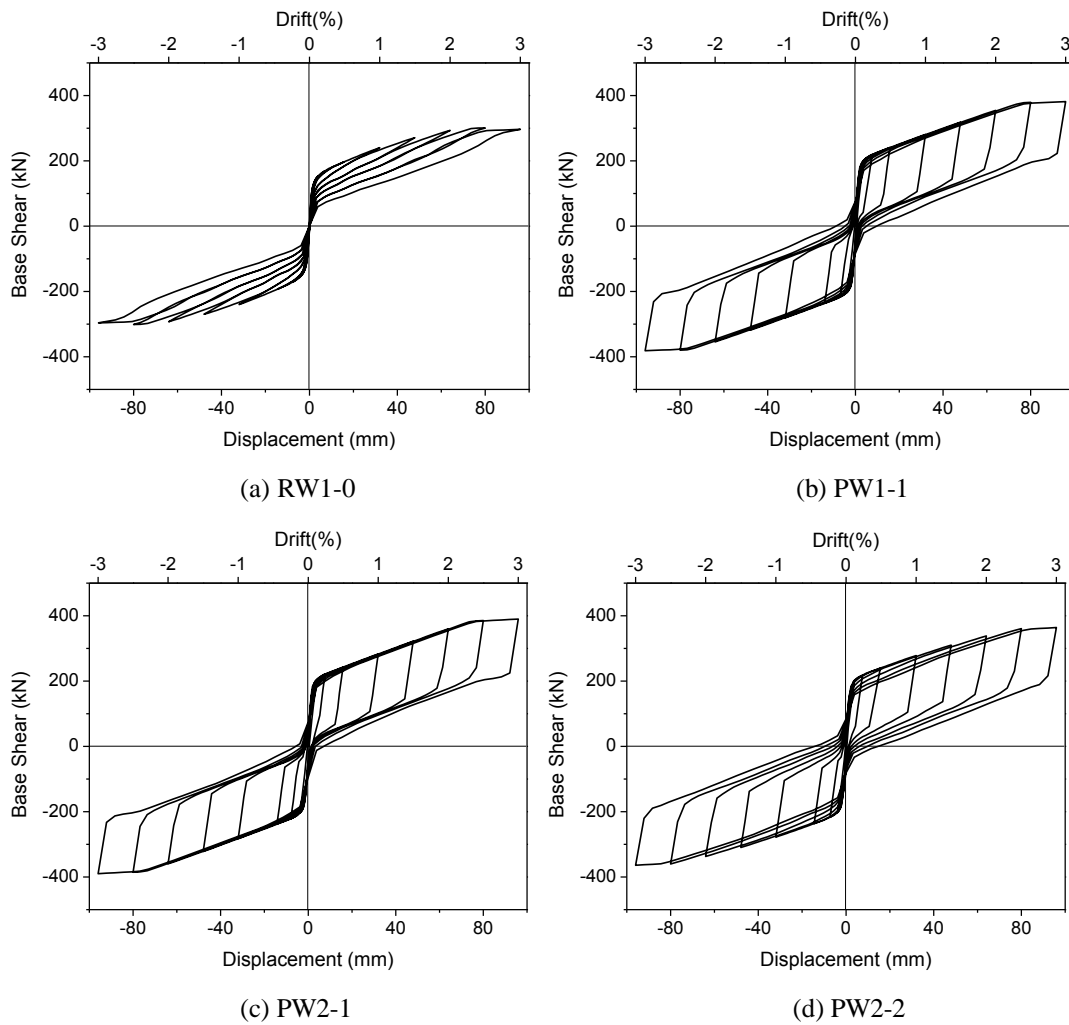 Drift(%)
-3 -2 -1 0 1 2 3
400
200
0
-200
-400
Base Shear (kN)
-80 -40 0 40 80
Displacement (mm)
(a) RW1-0
Drift(%)
-3 -2 -1 0 1 2 3
400
200
0
-200
-400
Base Shear (kN)
-80 -40 0 40 80
Displacement (mm)
(b) PW1-1
Drift(%)
-3 -2 -1 0 1 2 3
400
200
0
-200
-400
Base Shear (kN)
-80 -40 0 40 80
Displacement (mm)
(c) PW2-1
Drift(%)
-3 -2 -1 0 1 2 3
400
200
0
-200
-400
Base Shear (kN)
-80 -40 0 40 80
Displacement (mm)
(d) PW2-2